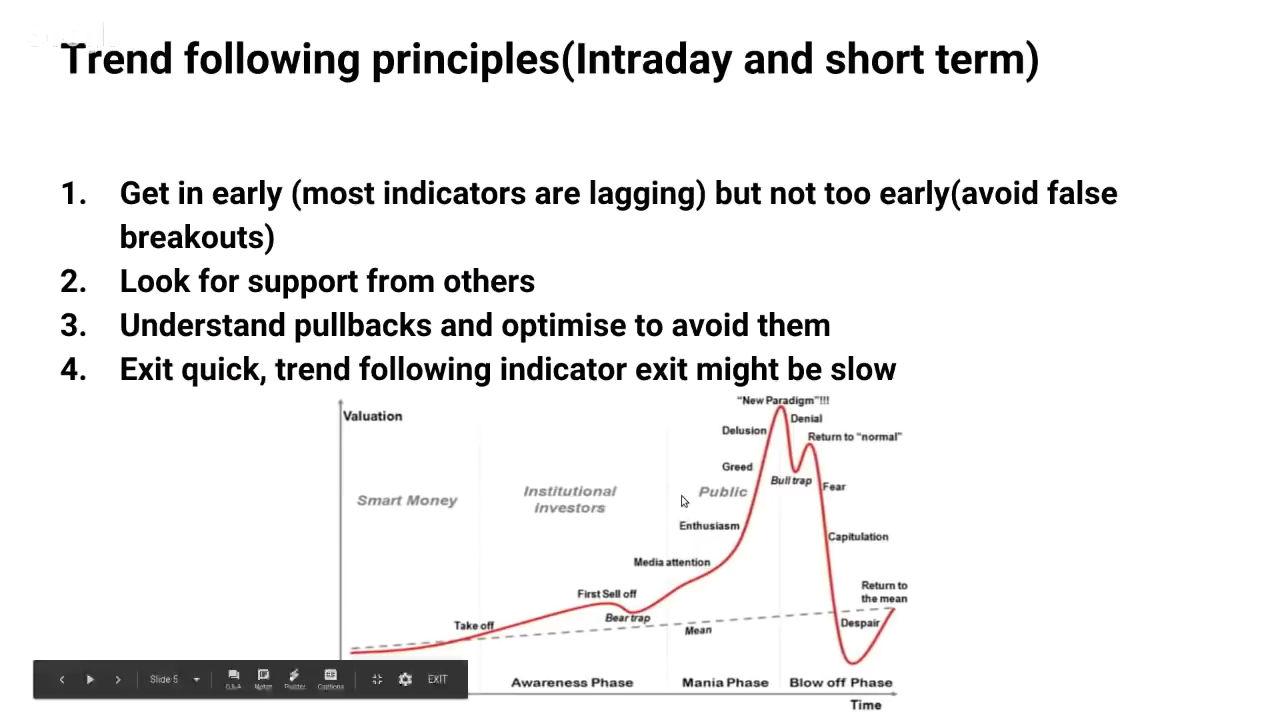 Trend following principles(Intraday and short term)
1. Get in early (most indicators are lagging) but not too early(avoid false
breakouts)
2. Look for support from others
3. Understand pullbacks and optimise to avoid them
4. Exit quick, trend following indicator exit might be slow
"New Paradigm"!!!
Valuation
Denial
Delusion
Return to "normal"
Greed
Bull trap
Fear
Smart Money
Institutional
Investors
Public
Enthusiasm
Capitulation
Media attention
First Sell off
Return to
the mean
Bear trap
Take off
Mean
Despair
Slide 5
EXIT
Q&A
Notes
Pointer
Captions
Awareness Phase
Mania Phase
Blow off Phase
Time